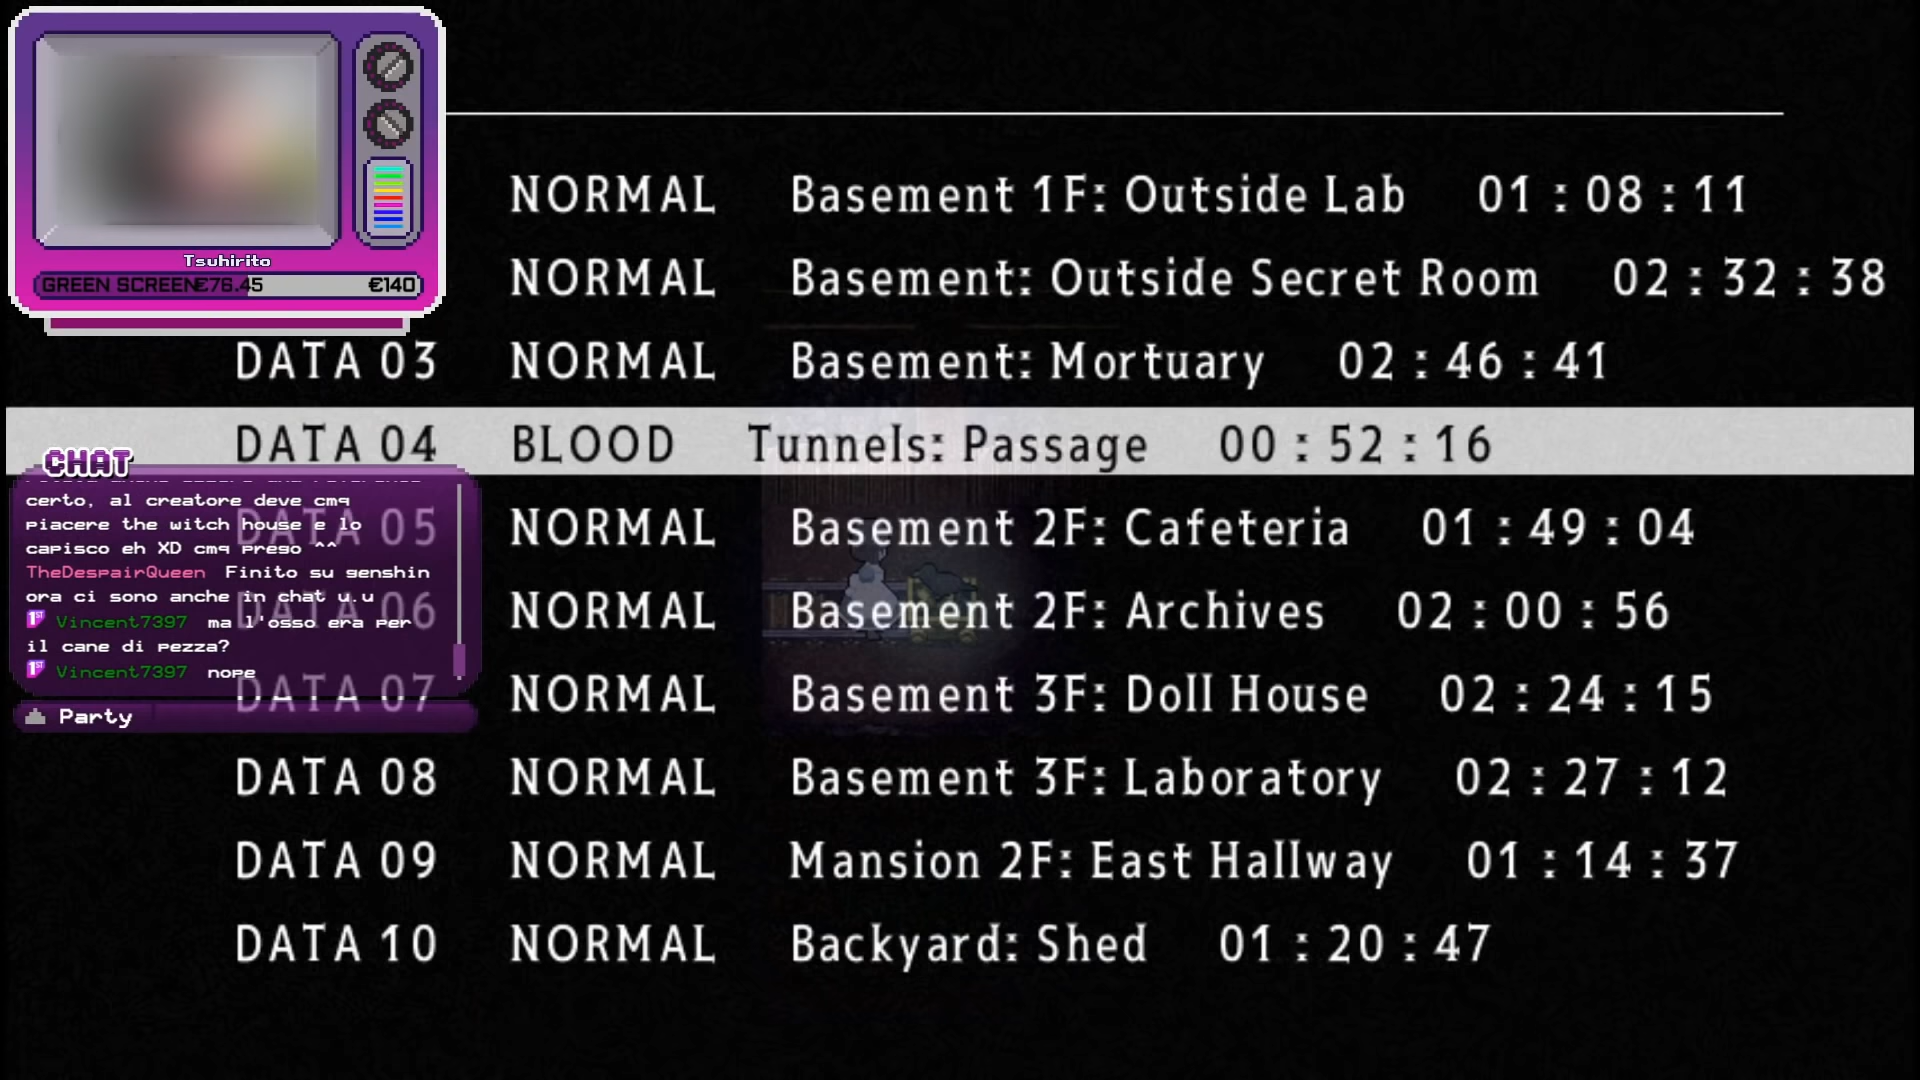 Tsuhirito
GREEN SCREEN €76.45 €140
NORMAL Basement 1F: Outside Lab 01 : 08 : 11
NORMAL Basement: Outside Secret Room 02 : 32 : 38
DATA 03 NORMAL Basement: Mortuary 02 : 46 : 41
DATA 04 BLOOD Tunnels: Passage 00 : 52 : 16
DATA 05 NORMAL Basement 2F: Cafeteria 01 : 49 : 04
DATA 06 NORMAL Basement 2F: Archives 02 : 00 : 56
DATA 07 NORMAL Basement 3F: Doll House 02 : 24 : 15
DATA 08 NORMAL Basement 3F: Laboratory 02 : 27 : 12
DATA 09 NORMAL Mansion 2F: East Hallway 01 : 14 : 37
DATA 10 NORMAL Backyard: Shed 01 : 20 : 47
CHAT
certo, al creatore deve cmq
piacere the witch house e lo
capisco eh XD cmq prego ^^
TheDespairQueen Finito su genshin
ora ci sono anche in chat u.u
1ST Vincent7397 ma l'osso era per
il cane di pezza?
1ST Vincent7397 nope
Party